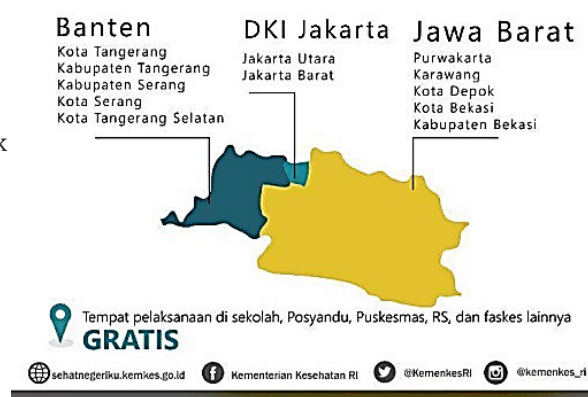 Banten
Kota Tangerang
Kabupaten Tangerang
Kabupaten Serang
Kota Serang
Kota Tangerang Selatan
DKI Jakarta
Jakarta Utara
Jakarta Barat
Jawa Barat
Purwakarta
Karawang
Kota Depok
Kota Bekasi
Kabupaten Bekasi
k
Tempat pelaksanaan di sekolah, Posyandu, Puskesmas, RS, dan faskes lainnya
GRATIS
sehatnegeriku.kemkes.go.id Kementerian Kesehatan RI @KemenkesRI @kemenkes_ri